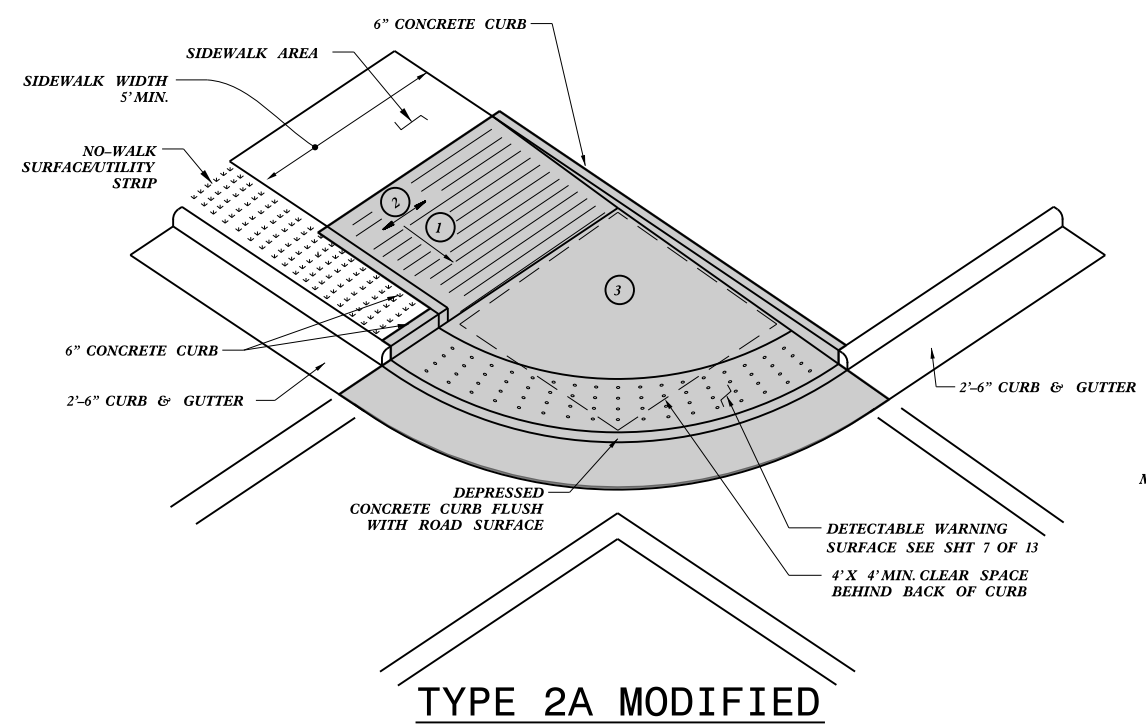 6" CONCRETE CURB
SIDEWALK AREA
SIDEWALK WIDTH
5' MIN.
NO-WALK
SURFACE/UTILITY
STRIP
2
1
3
6" CONCRETE CURB
2'-6" CURB & GUTTER
2'-6" CURB & GUTTER
DEPRESSED
CONCRETE CURB FLUSH
WITH ROAD SURFACE
DETECTABLE WARNING
SURFACE SEE SHT 7 OF 13
4' X 4' MIN. CLEAR SPACE
BEHIND BACK OF CURB
TYPE 2A MODIFIED